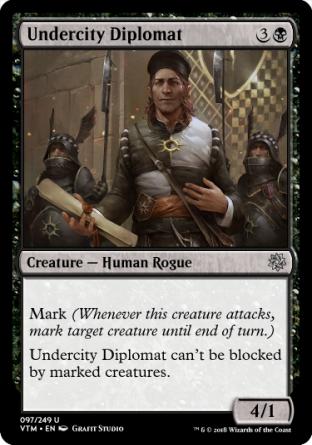 Undercity Diplomat 3
Creature — Human Rogue
Mark (Whenever this creature attacks,
mark target creature until end of turn.)
Undercity Diplomat can't be blocked
by marked creatures.
4/1
097/249 U
VTM • EN Grafit Studio
™ & © 2018 Wizards of the Coast